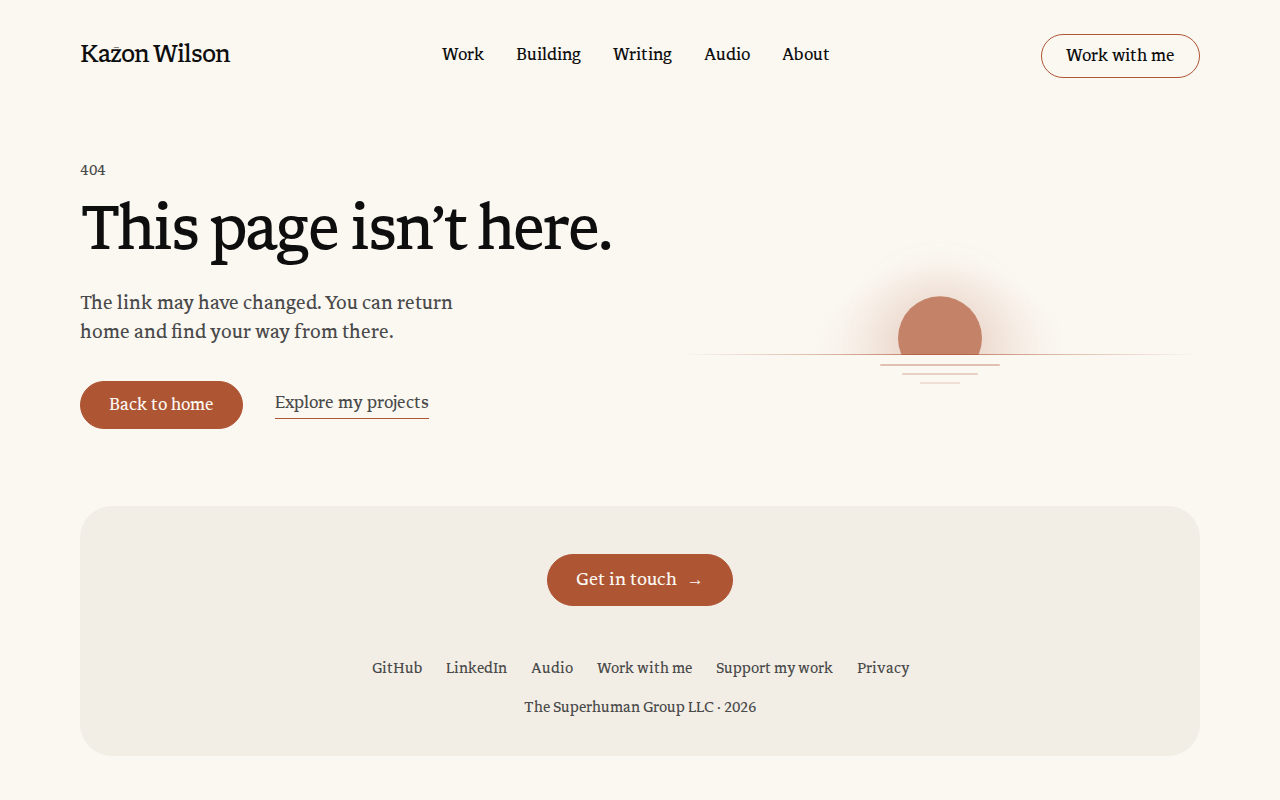 Kazon Wilson
Work
Building
Writing
Audio
About
Work with me
404
This page isn’t here.
The link may have changed. You can return
home and find your way from there.
Back to home
Explore my projects
Get in touch →
GitHub
LinkedIn
Audio
Work with me
Support my work
Privacy
The Superhuman Group LLC · 2026